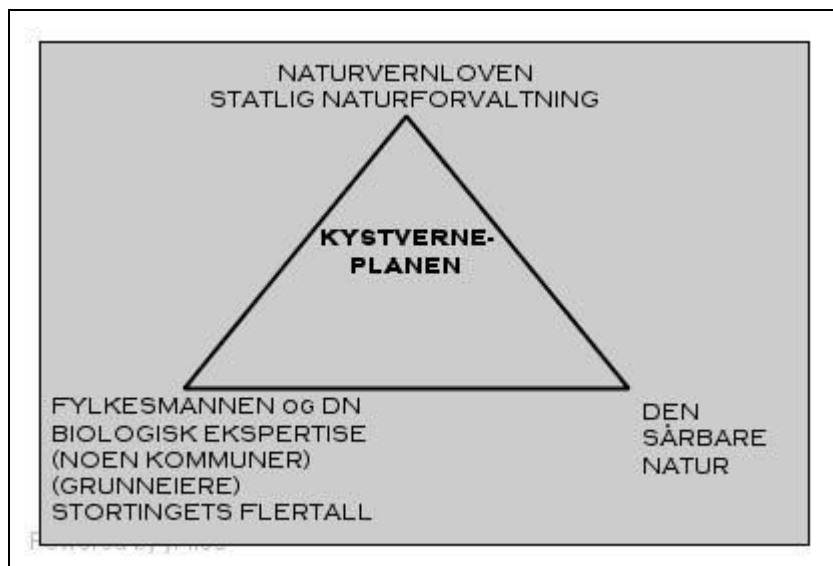 NATURVERNLOVEN
STATLIG NATURFORVALTNING
KYSTVERNE-
PLANEN
FYLKESMANNEN OG DN
BIOLOGISK EKSPERTISE
(NOEN KOMMUNER)
(GRUNNEIERE)
STORTINGETS FLERTALL
DEN
SÅRBARE
NATUR